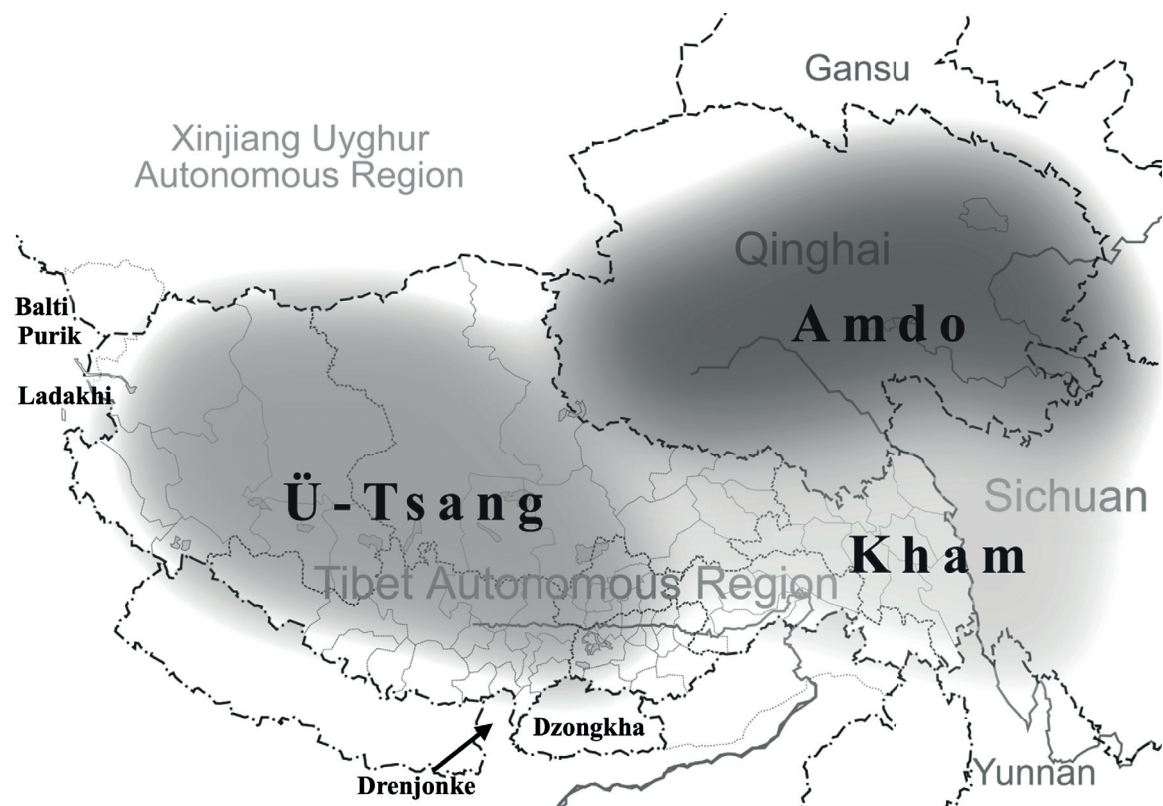 Gansu
Xinjiang Uyghur
Autonomous Region
Qinghai
Balti
Purik
Amdo
Ladakhi
Ü-Tsang
Sichuan
Kham
Tibet Autonomous Region
Dzongkha
Drenjonke
Yunnan